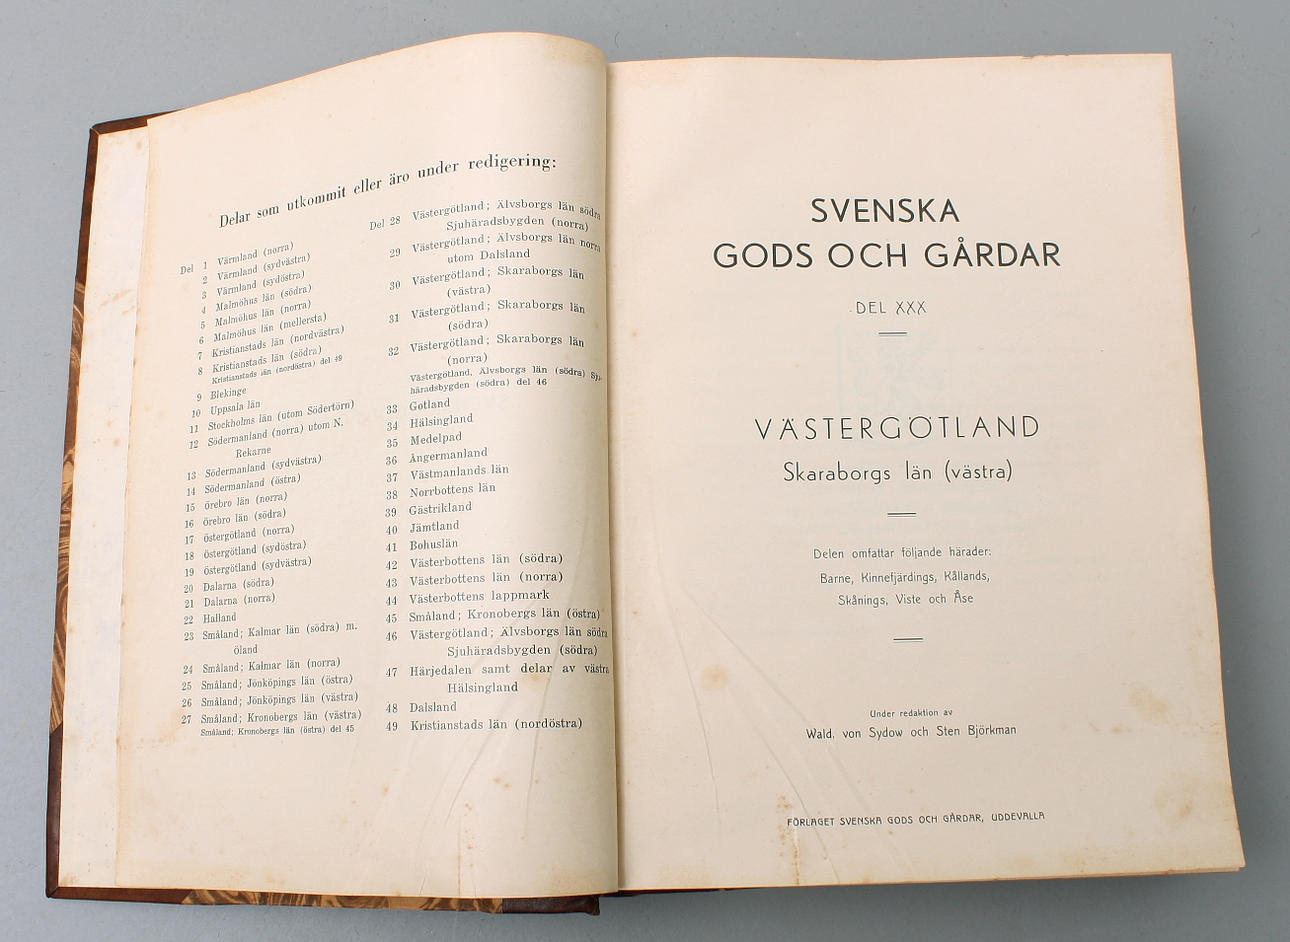 Delar som utkommit eller äro under redigering:
Del 1 Värmland (norra)
2 Värmland (sydvästra)
3 Värmland (sydöstra)
4 Malmöhus län (södra)
5 Malmöhus län (norra)
6 Malmöhus län (mellersta)
7 Kristianstads län (nordvästra)
8 Kristianstads län (södra)
Kristianstads län (nordöstra) del 49
9 Blekinge
10 Uppsala län
11 Stockholms län (utom Södertörn)
12 Södermanland (norra) utom N.
Rekarne
13 Södermanland (sydvästra)
14 Södermanland (östra)
15 Örebro län (norra)
16 Örebro län (södra)
17 Östergötland (norra)
18 Östergötland (sydöstra)
19 Östergötland (sydvästra)
20 Dalarna (södra)
21 Dalarna (norra)
22 Halland
23 Småland; Kalmar län (södra) m.
Öland
24 Småland; Kalmar län (norra)
25 Småland; Jönköpings län (östra)
26 Småland; Jönköpings län (västra)
27 Småland; Kronobergs län (västra)
Småland; Kronobergs län (östra) del 45
Del 28 Västergötland; Älvsborgs län södra
Sjuhäradsbygden (norra)
29 Västergötland; Älvsborgs län norra
utom Dalsland
30 Västergötland; Skaraborgs län
(västra)
31 Västergötland; Skaraborgs län
(södra)
32 Västergötland; Skaraborgs län
(norra)
Västergötland, Älvsborgs län (södra) Sju-
häradsbygden (södra) del 46
33 Gotland
34 Hälsingland
35 Medelpad
36 Ångermanland
37 Västmanlands län
38 Norrbottens län
39 Gästrikland
40 Jämtland
41 Bohuslän
42 Västerbottens län (södra)
43 Västerbottens län (norra)
44 Västerbottens lappmark
45 Småland; Kronobergs län (östra)
46 Västergötland; Älvsborgs län södra
Sjuhäradsbygden (södra)
47 Härjedalen samt delar av västra
Hälsingland
48 Dalsland
49 Kristianstads län (nordöstra)
SVENSKA
GODS OCH GÅRDAR
DEL XXX
VÄSTERGÖTLAND
Skaraborgs län (västra)
Delen omfattar följande härader:
Barne, Kinnefjärdings, Kållands,
Skånings, Viste och Åse
Under redaktion av
Wald. von Sydow och Sten Björkman
FÖRLAGET SVENSKA GODS OCH GÅRDAR, UDDEVALLA